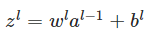 z^l = w^l a^{l-1} + b^l